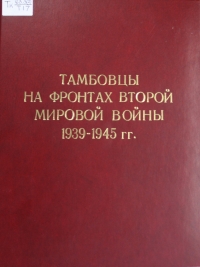 ТАМБОВЦЫ
НА ФРОНТАХ ВТОРОЙ
МИРОВОЙ ВОЙНЫ
1939-1945 гг.